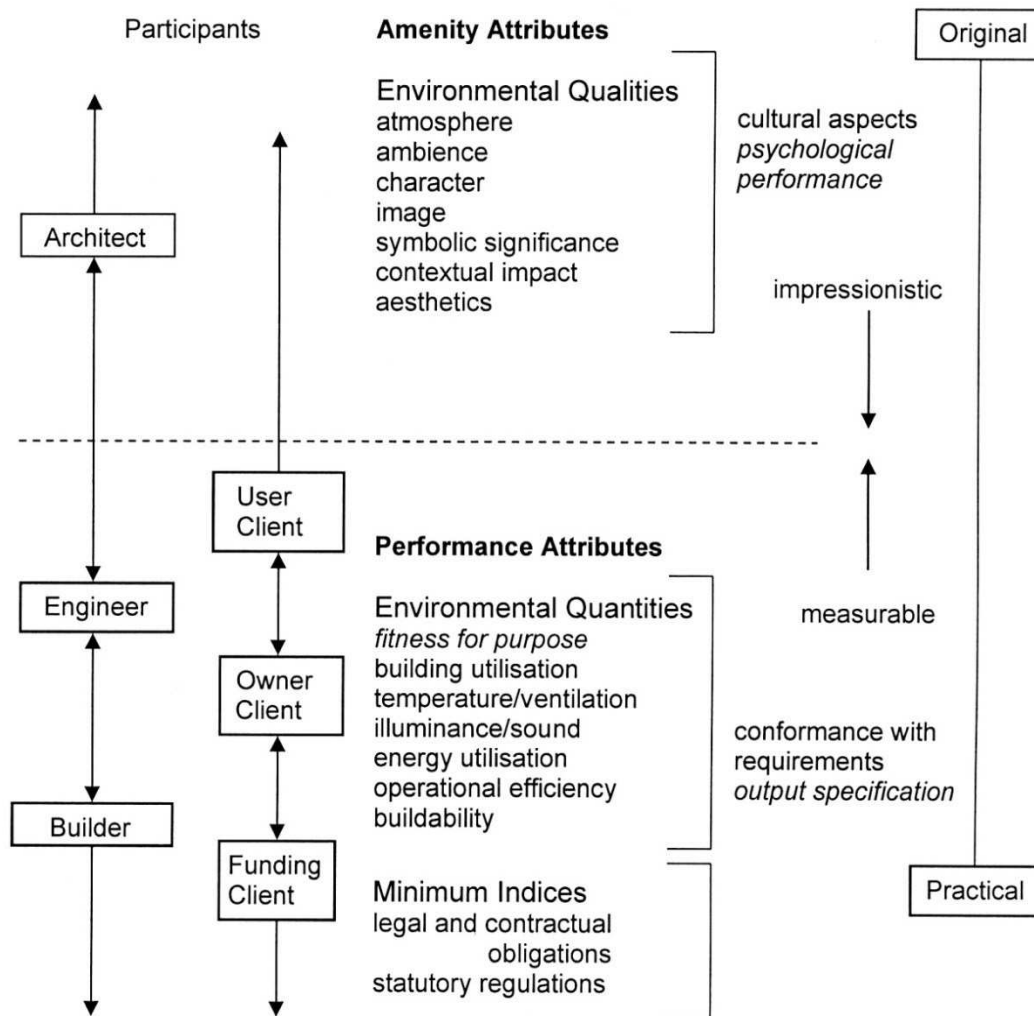 Participants
Amenity Attributes
Original
Environmental Qualities
atmosphere
ambience
character
image
symbolic significance
contextual impact
aesthetics
cultural aspects
psychological
performance
Architect
impressionistic
User
Client
Performance Attributes
Engineer
Environmental Quantities
fitness for purpose
building utilisation
temperature/ventilation
illuminance/sound
energy utilisation
operational efficiency
buildability
measurable
Owner
Client
conformance with
requirements
output specification
Builder
Funding
Client
Minimum Indices
legal and contractual
obligations
statutory regulations
Practical